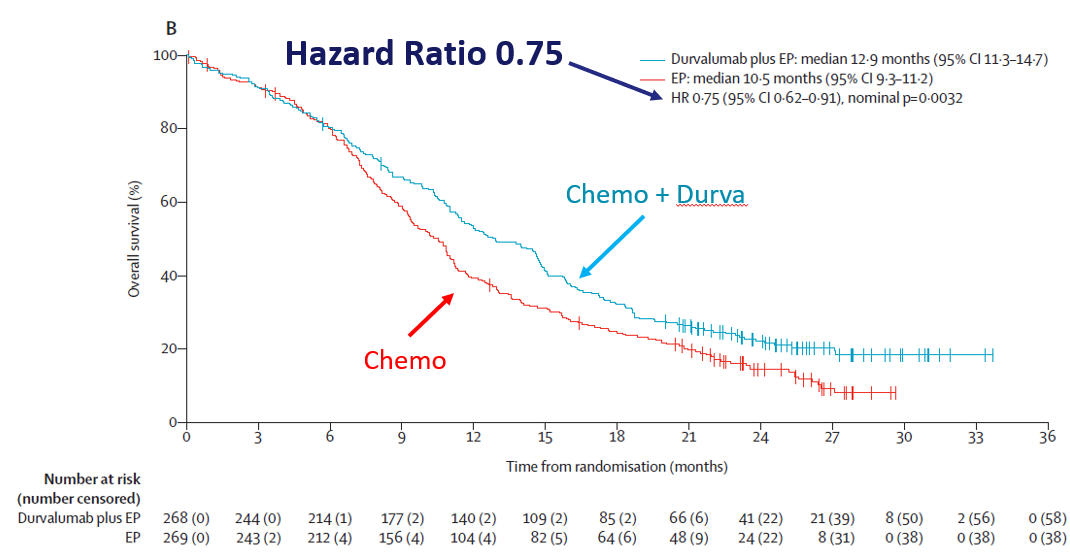 B
Hazard Ratio 0.75
Durvalumab plus EP: median 12·9 months (95% CI 11·3–14·7)
EP: median 10·5 months (95% CI 9·3–11·2)
HR 0·75 (95% CI 0·62–0·91), nominal p=0·0032
Overall survival (%)
100
80
60
40
20
0
Chemo + Durva
Chemo
0 3 6 9 12 15 18 21 24 27 30 33 36
Time from randomisation (months)
Number at risk
(number censored)
Durvalumab plus EP 268 (0) 244 (0) 214 (1) 177 (2) 140 (2) 109 (2) 85 (2) 66 (6) 41 (22) 21 (39) 8 (50) 2 (56) 0 (58)
EP 269 (0) 243 (2) 212 (4) 156 (4) 104 (4) 82 (5) 64 (6) 48 (9) 24 (22) 8 (31) 0 (38) 0 (38) 0 (38)